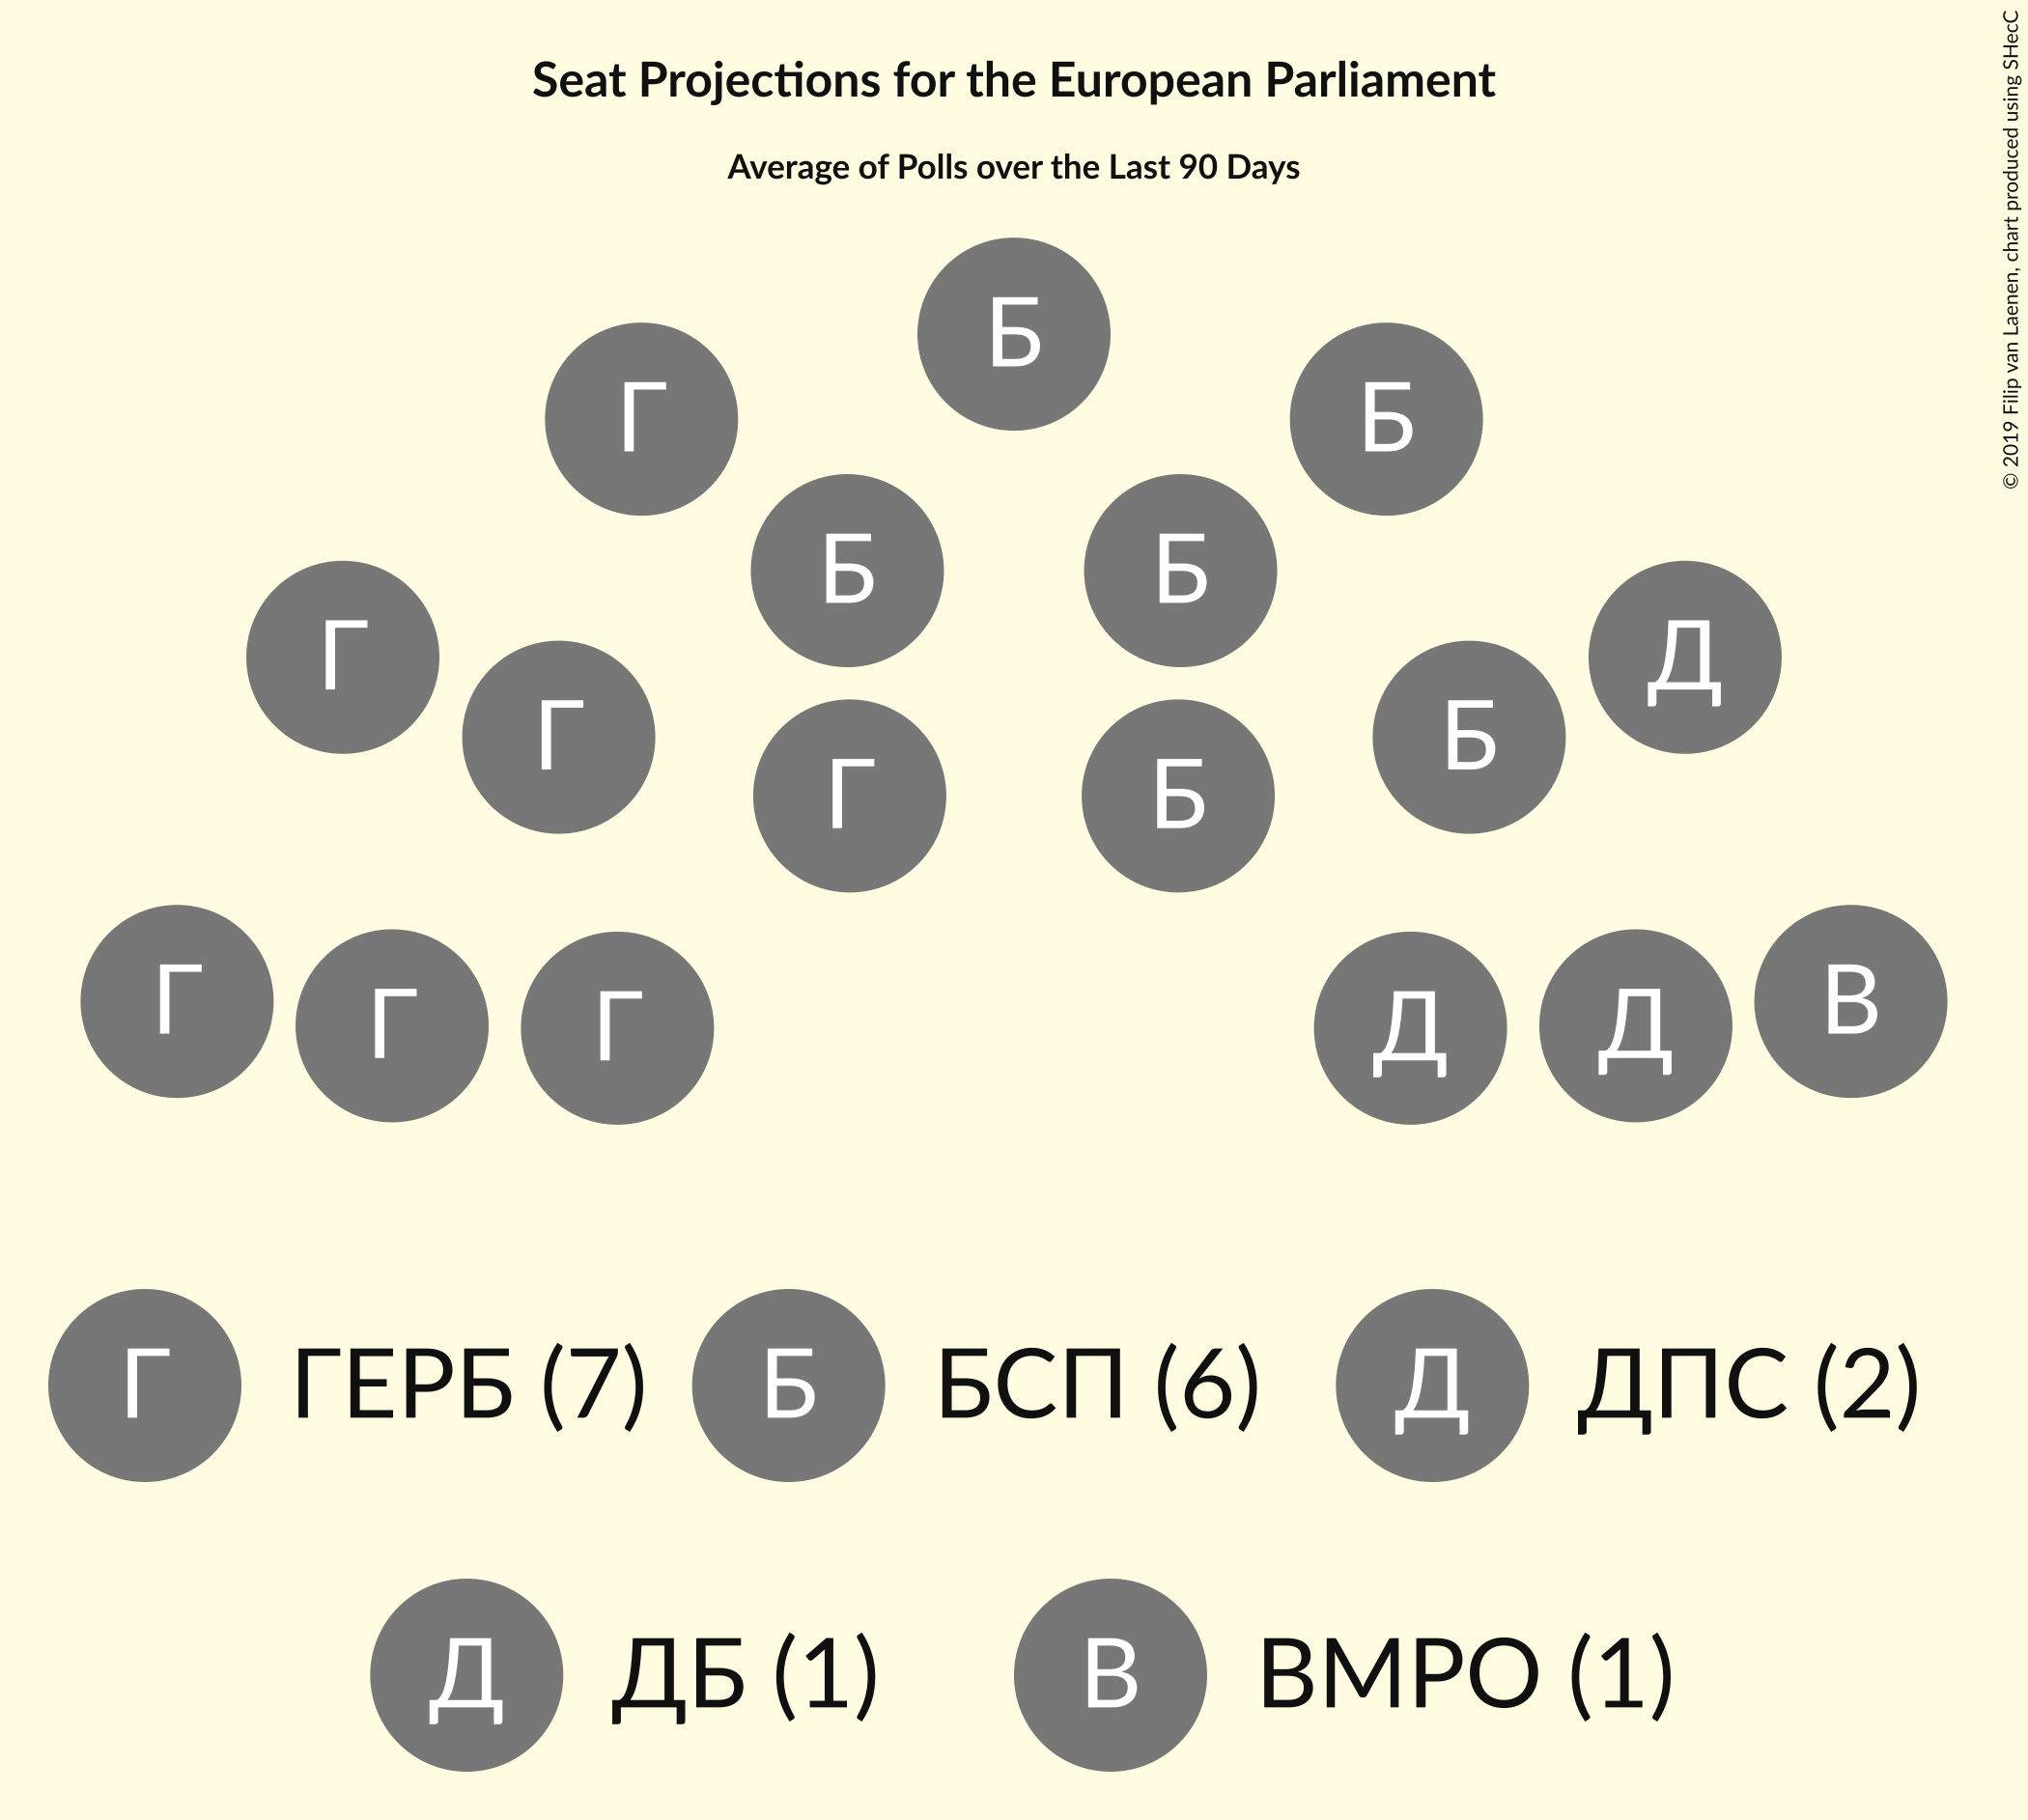 Seat Projections for the European Parliament
Average of Polls over the Last 90 Days
© 2019 Filip van Laenen, chart produced using SHecC
Б
Г Б
Б Б
Г Д
Г Б
Г Б
Г В
Г Д
Г Д
Г ГЕРБ (7) Б БСП (6) Д ДПС (2)
Д ДБ (1) В ВМРО (1)